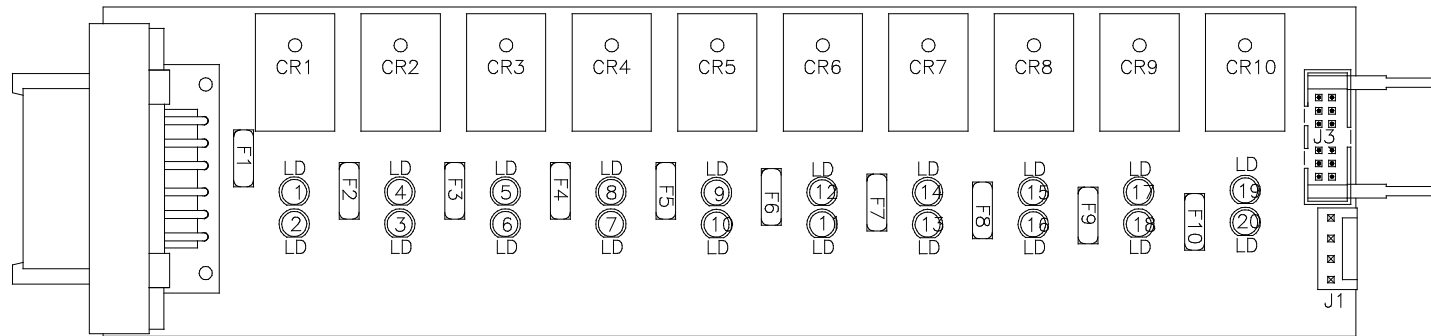 CR1 CR2 CR3 CR4 CR5 CR6 CR7 CR8 CR9 CR10
J3
F1
LD LD LD LD LD LD LD LD LD LD
F2 F3 F4 F5 F6 F7 F8 F9 F10
1 4 5 8 9 12 14 15 17 19
2 3 6 7 10 11 13 16 18 20
LD LD LD LD LD LD LD LD LD LD
J1